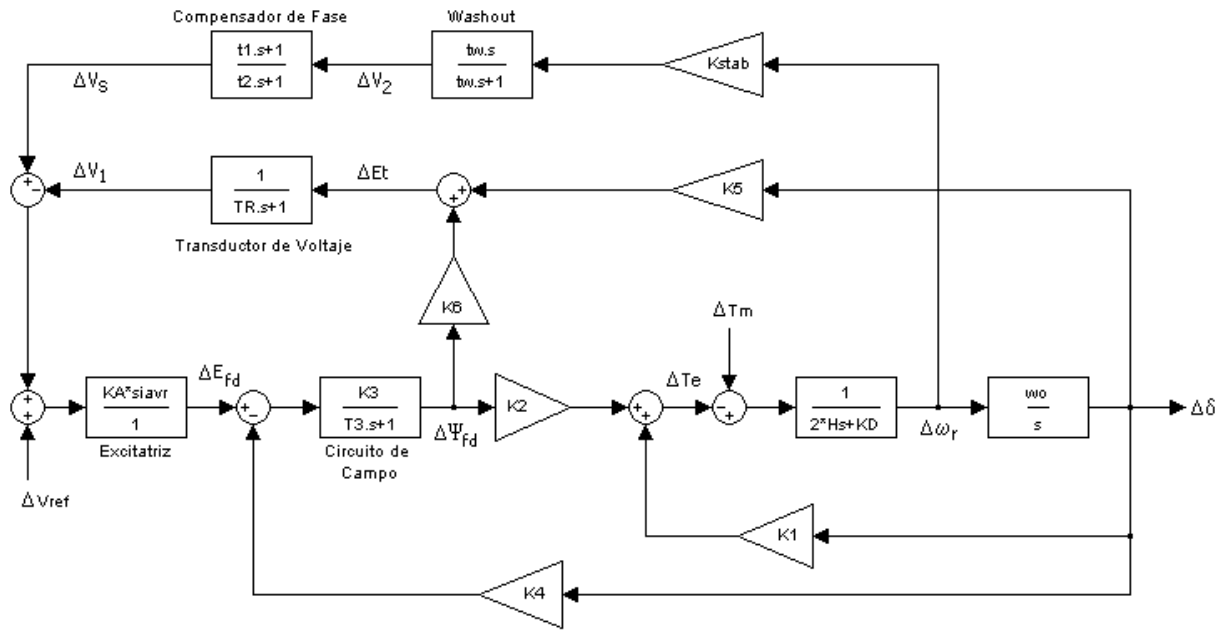 Compensador de Fase
Washout
t1.s+1
t2.s+1
tw.s
tw.s+1
Kstab
ΔVS
ΔV2
ΔV1
1
TR.s+1
ΔEt
K5
+
-
+
+
Transductor de Voltaje
K6
ΔTm
KA*siavr
1
ΔEfd
K3
T3.s+1
K2
ΔTe
1
2*Hs+KD
wo
s
Δδ
+
+
+
-
+
+
-
+
Excitatriz
Circuito de
Campo
ΔΨfd
Δωr
ΔVref
K1
K4